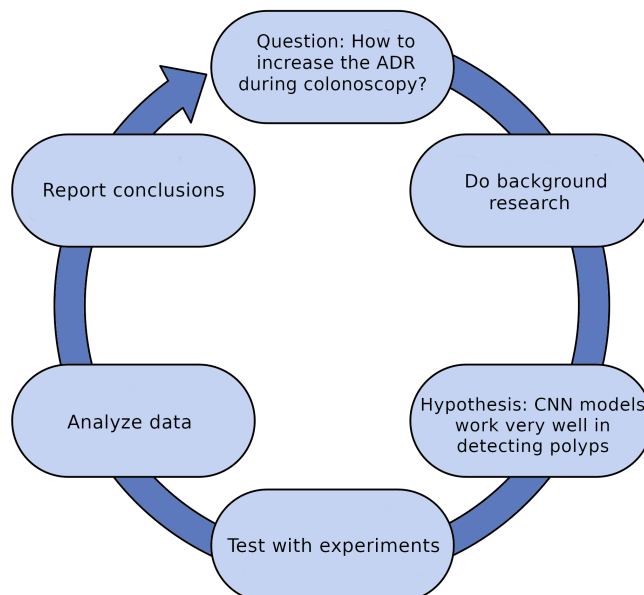 Question: How to
increase the ADR
during colonoscopy?
Do background
research
Hypothesis: CNN models
work very well in
detecting polyps
Test with experiments
Analyze data
Report conclusions